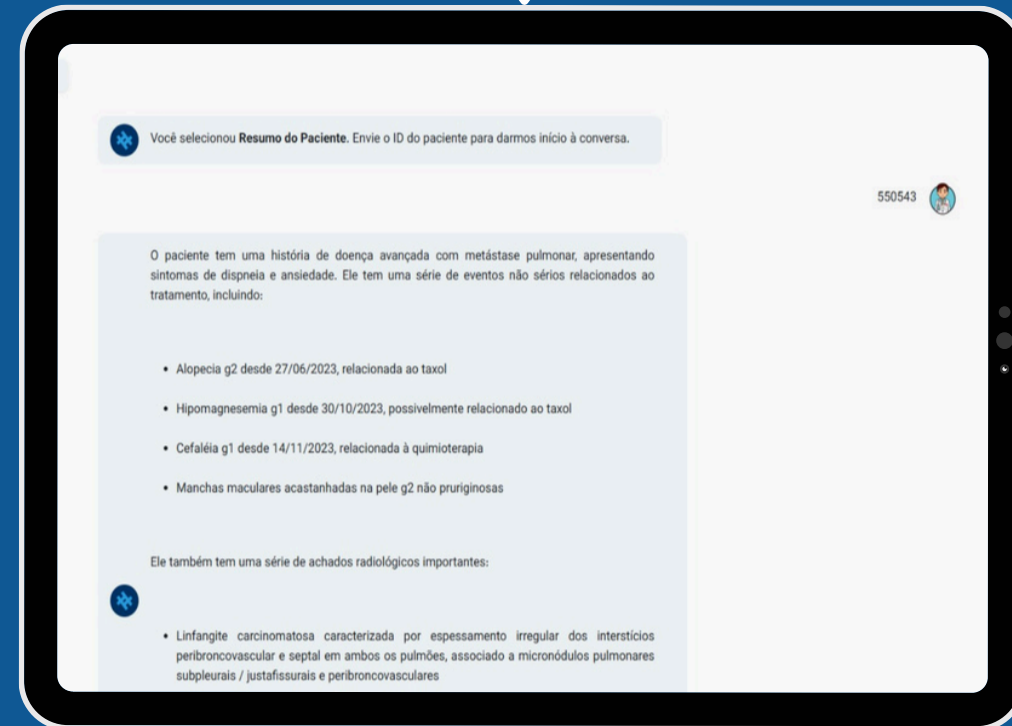 Você selecionou Resumo do Paciente. Envie o ID do paciente para darmos início à conversa.
550543
O paciente tem uma história de doença avançada com metástase pulmonar, apresentando
sintomas de dispneia e ansiedade. Ele tem uma série de eventos não sérios relacionados ao
tratamento, incluindo:
• Alopecia g2 desde 27/06/2023, relacionada ao taxol
• Hipomagnesemia g1 desde 30/10/2023, possivelmente relacionado ao taxol
• Cefaléia g1 desde 14/11/2023, relacionada à quimioterapia
• Manchas maculares acastanhadas na pele g2 não pruriginosas
Ele também tem uma série de achados radiológicos importantes:
• Linfangite carcinomatosa caracterizada por espessamento irregular dos interstícios
peribroncovascular e septal em ambos os pulmões, associado a micronódulos pulmonares
subpleurais / justafissurais e peribroncovasculares